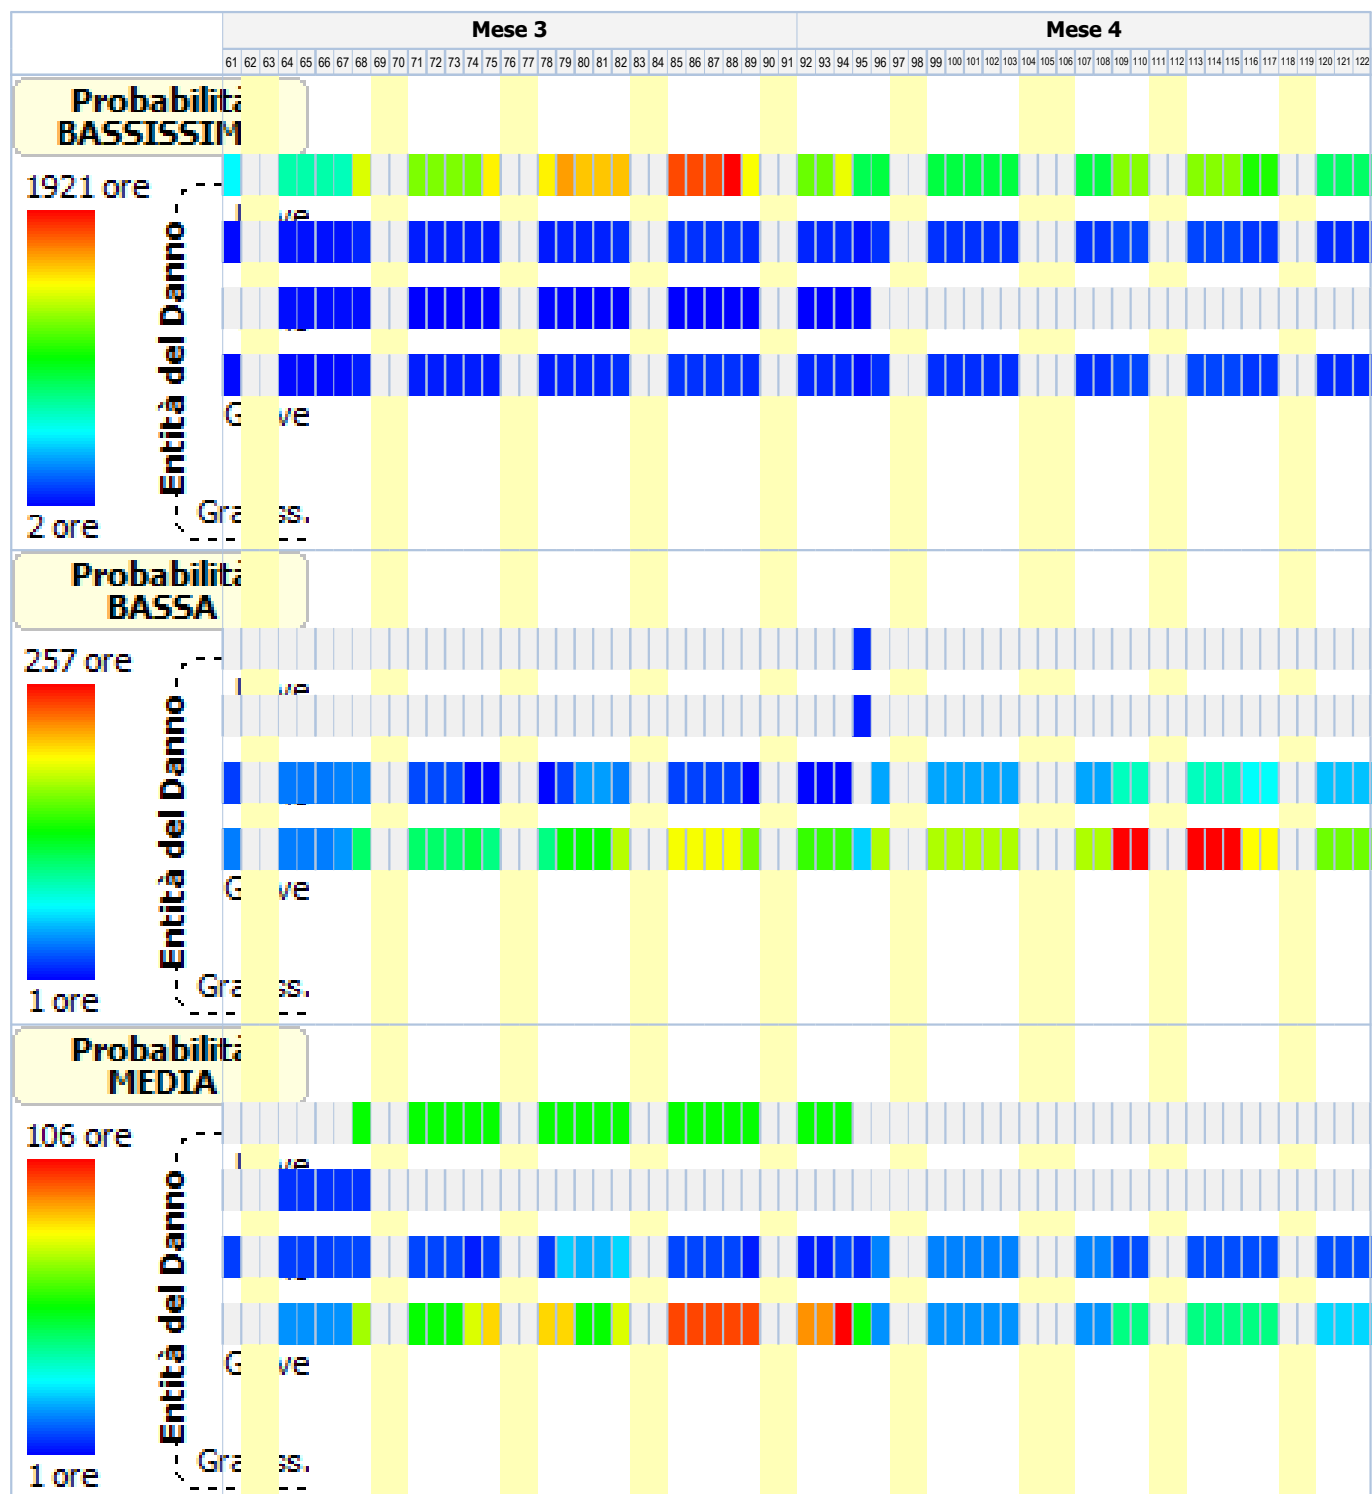 Mese 3 Mese 4
61 62 63 64 65 66 67 68 69 70 71 72 73 74 75 76 77 78 79 80 81 82 83 84 85 86 87 88 89 90 91 92 93 94 95 96 97 98 99 100 101 102 103 104 105 106 107 108 109 110 111 112 113 114 115 116 117 118 119 120 121 122
Probabilità
BASSISSIM
1921 ore
Entità del Danno
2 ore
Probabilità
BASSA
257 ore
Entità del Danno
1 ore
Probabilità
MEDIA
106 ore
Entità del Danno
1 ore